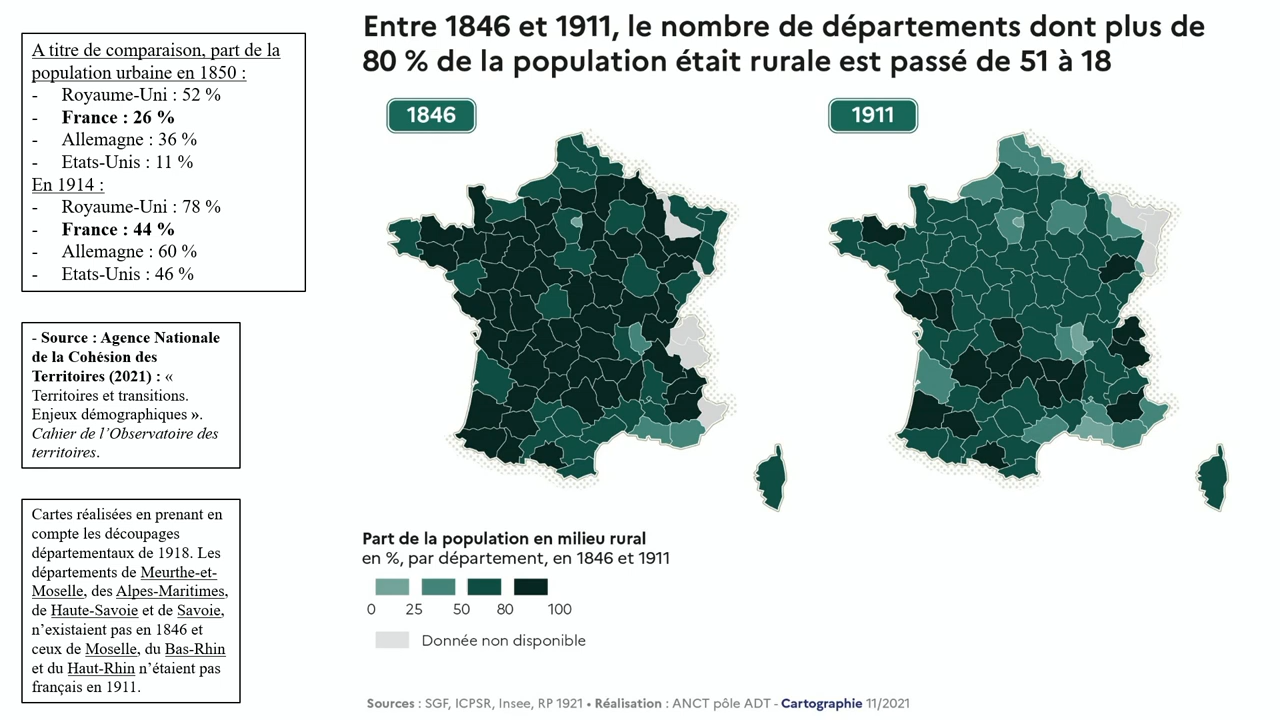 Entre 1846 et 1911, le nombre de départements dont plus de
80 % de la population était rurale est passé de 51 à 18
A titre de comparaison, part de la
population urbaine en 1850 :
- Royaume-Uni : 52 %
- France : 26 %
- Allemagne : 36 %
- Etats-Unis : 11 %
En 1914 :
- Royaume-Uni : 78 %
- France : 44 %
- Allemagne : 60 %
- Etats-Unis : 46 %
- Source : Agence Nationale
de la Cohésion des
Territoires (2021) : «
Territoires et transitions.
Enjeux démographiques ».
Cahier de l’Observatoire des
territoires.
Cartes réalisées en prenant en
compte les découpages
départementaux de 1918. Les
départements de Meurthe-et-
Moselle, des Alpes-Maritimes,
de Haute-Savoie et de Savoie,
n’existaient pas en 1846 et
ceux de Moselle, du Bas-Rhin
et du Haut-Rhin n’étaient pas
français en 1911.
1846
1911
Part de la population en milieu rural
en %, par département, en 1846 et 1911
0 25 50 80 100
Donnée non disponible
Sources : SGF, ICPSR, Insee, RP 1921 • Réalisation : ANCT pôle ADT - Cartographie 11/2021